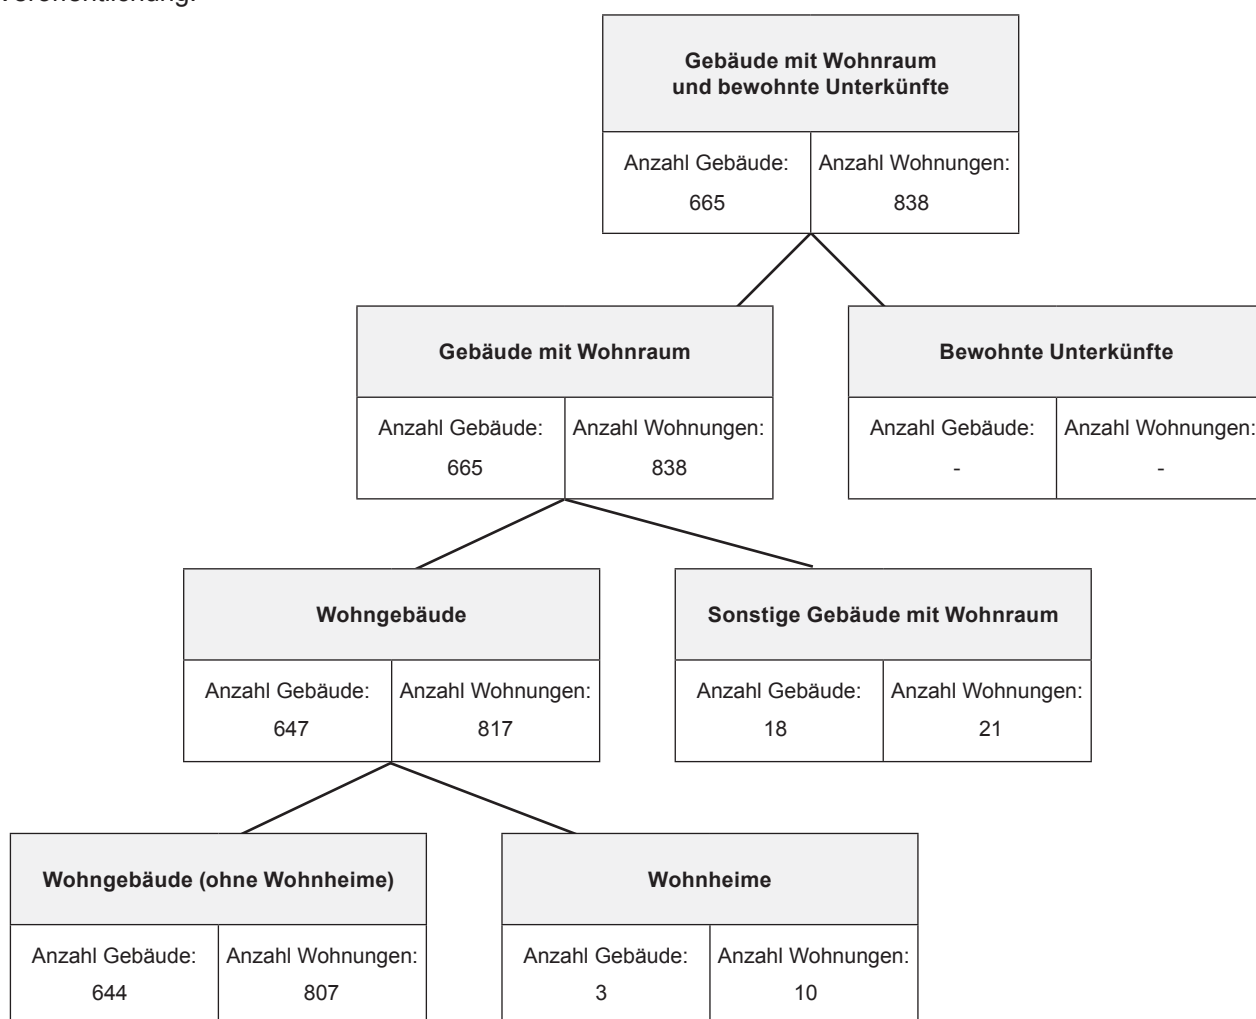 Veröffentlichung.
Gebäude mit Wohnraum
und bewohnte Unterkünfte
Anzahl Gebäude: Anzahl Wohnungen:
665 838
Gebäude mit Wohnraum Bewohnte Unterkünfte
Anzahl Gebäude: Anzahl Wohnungen: Anzahl Gebäude: Anzahl Wohnungen:
665 838 - -
Wohngebäude Sonstige Gebäude mit Wohnraum
Anzahl Gebäude: Anzahl Wohnungen: Anzahl Gebäude: Anzahl Wohnungen:
647 817 18 21
Wohngebäude (ohne Wohnheime) Wohnheime
Anzahl Gebäude: Anzahl Wohnungen: Anzahl Gebäude: Anzahl Wohnungen:
644 807 3 10